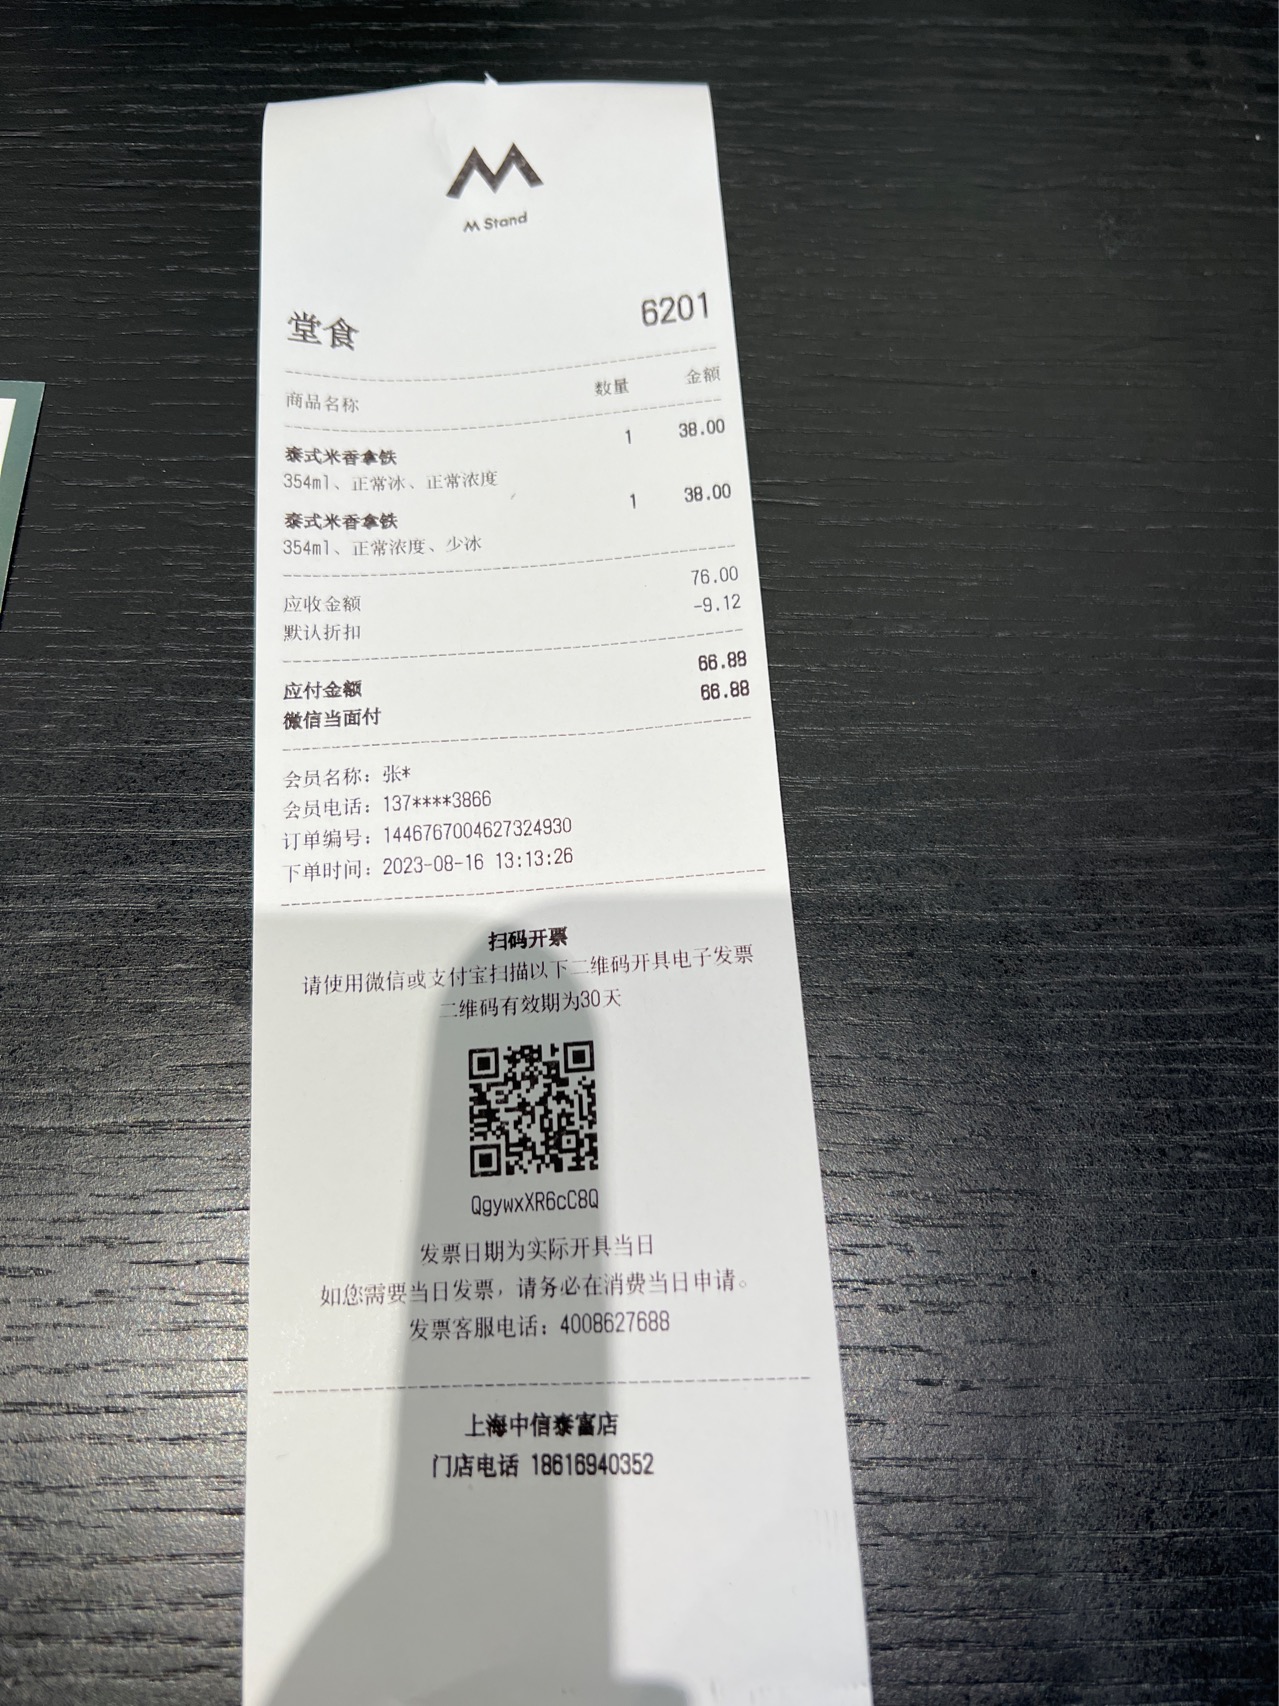 M Stand
堂食 6201
商品名称 数量 金额
泰式米香拿铁 1 38.00
354ml、正常冰、正常浓度
泰式米香拿铁 1 38.00
354ml、正常浓度、少冰
应收金额 76.00
默认折扣 -9.12
应付金额 66.88
微信当面付 66.88
会员名称：张*
会员电话：137****3866
订单编号：1446767004627324930
下单时间：2023-08-16 13:13:26
扫码开票
请使用微信或支付宝扫描以下二维码开具电子发票
二维码有效期为30天
QgywxXR6cC8Q
发票日期为实际开具当日
如您需要当日发票，请务必在消费当日申请。
发票客服电话：4008627688
上海中信泰富店
门店电话 18616940352